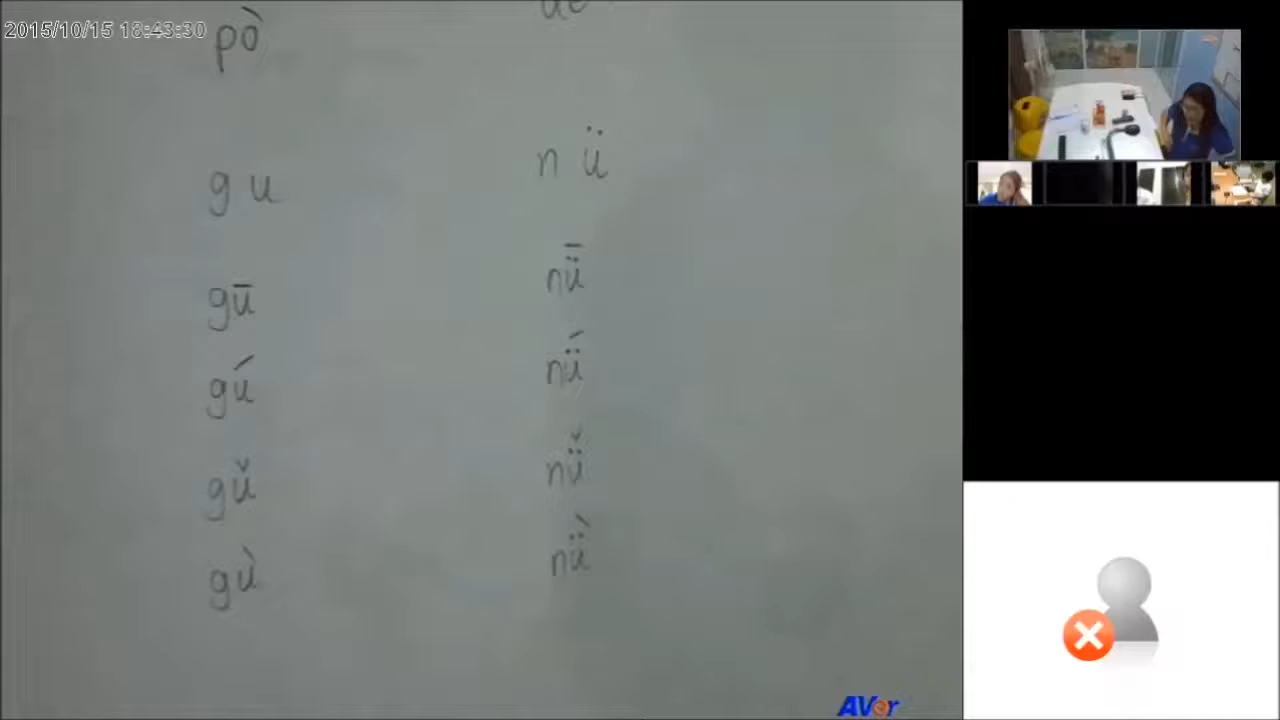 2015/10/15 18:43:30
pò
g u
gū
gú
gǔ
gù
n ü
nǖ
nǘ
nǚ
nǜ
AVer